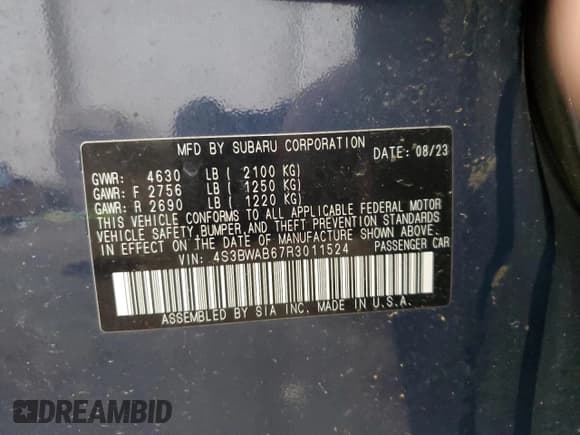 MFD BY SUBARU CORPORATION
DATE: 08/23
GVWR: 4630 LB ( 2100 KG)
GAWR: F 2756 LB ( 1250 KG)
GAWR: R 2690 LB ( 1220 KG)
THIS VEHICLE CONFORMS TO ALL APPLICABLE FEDERAL MOTOR
VEHICLE SAFETY,BUMPER,AND THEFT PREVENTION STANDARDS
IN EFFECT ON THE DATE OF MANUFACTURE SHOWN ABOVE.
VIN: 4S3BWAB67R3011524 PASSENGER CAR
ASSEMBLED BY SIA INC. MADE IN U.S.A.
DREAMBID